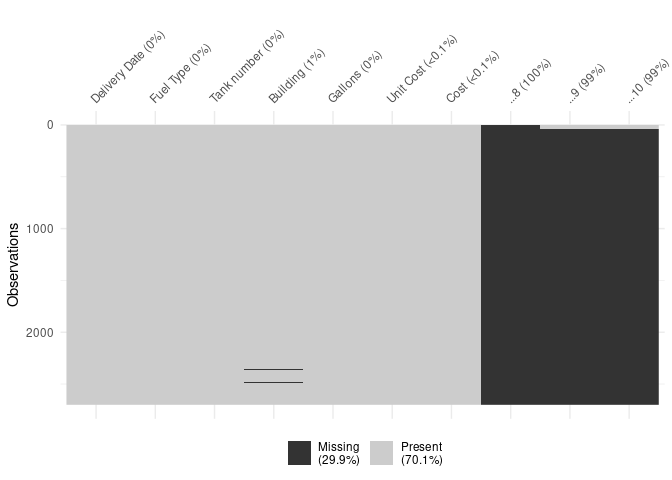 Delivery Date (0%)
Fuel Type (0%)
Tank number (0%)
Building (1%)
Gallons (0%)
Unit Cost (<0.1%)
Cost (<0.1%)
...8 (100%)
...9 (99%)
...10 (99%)
0
1000
2000
Observations
Missing
(29.9%)
Present
(70.1%)